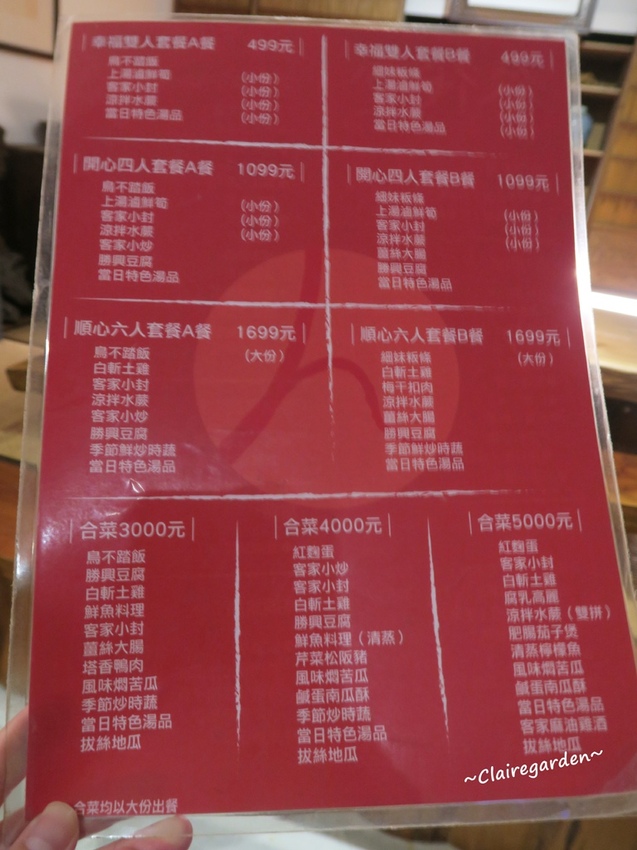 幸福雙人套餐A餐 499元
鳥不踏飯
上湯滷鮮筍 (小份)
客家小封 (小份)
涼拌水蕨 (小份)
當日特色湯品 (小份)
幸福雙人套餐B餐 499元
細妹粄條
上湯滷鮮筍 (小份)
客家小封 (小份)
涼拌水蕨 (小份)
當日特色湯品 (小份)
開心四人套餐A餐 1099元
鳥不踏飯
上湯滷鮮筍 (小份)
客家小封 (小份)
涼拌水蕨 (小份)
客家小炒
勝興豆腐
當日特色湯品
開心四人套餐B餐 1099元
細妹粄條
上湯滷鮮筍 (小份)
客家小封 (小份)
涼拌水蕨 (小份)
薑絲大腸
勝興豆腐
當日特色湯品
順心六人套餐A餐 1699元
鳥不踏飯 (大份)
白斬土雞
客家小封
涼拌水蕨
客家小炒
勝興豆腐
季節鮮炒時蔬
當日特色湯品
順心六人套餐B餐 1699元
細妹粄條 (大份)
白斬土雞
梅干扣肉
涼拌水蕨
薑絲大腸
勝興豆腐
季節鮮炒時蔬
當日特色湯品
合菜3000元
鳥不踏飯
勝興豆腐
白斬土雞
鮮魚料理
客家小封
薑絲大腸
塔香鴨肉
風味燜苦瓜
季節炒時蔬
當日特色湯品
拔絲地瓜
合菜4000元
紅麴蛋
客家小炒
客家小封
白斬土雞
勝興豆腐
鮮魚料理(清蒸)
芹菜松阪豬
風味燜苦瓜
鹹蛋南瓜酥
季節炒時蔬
當日特色湯品
拔絲地瓜
合菜5000元
紅麴蛋
客家小封
白斬土雞
腐乳高麗
涼拌水蕨(雙拼)
肥腸茄子煲
清蒸檸檬魚
風味燜苦瓜
鹹蛋南瓜酥
當日特色湯品
客家麻油雞酒
拔絲地瓜
合菜均以大份出餐
~Clairegarden~